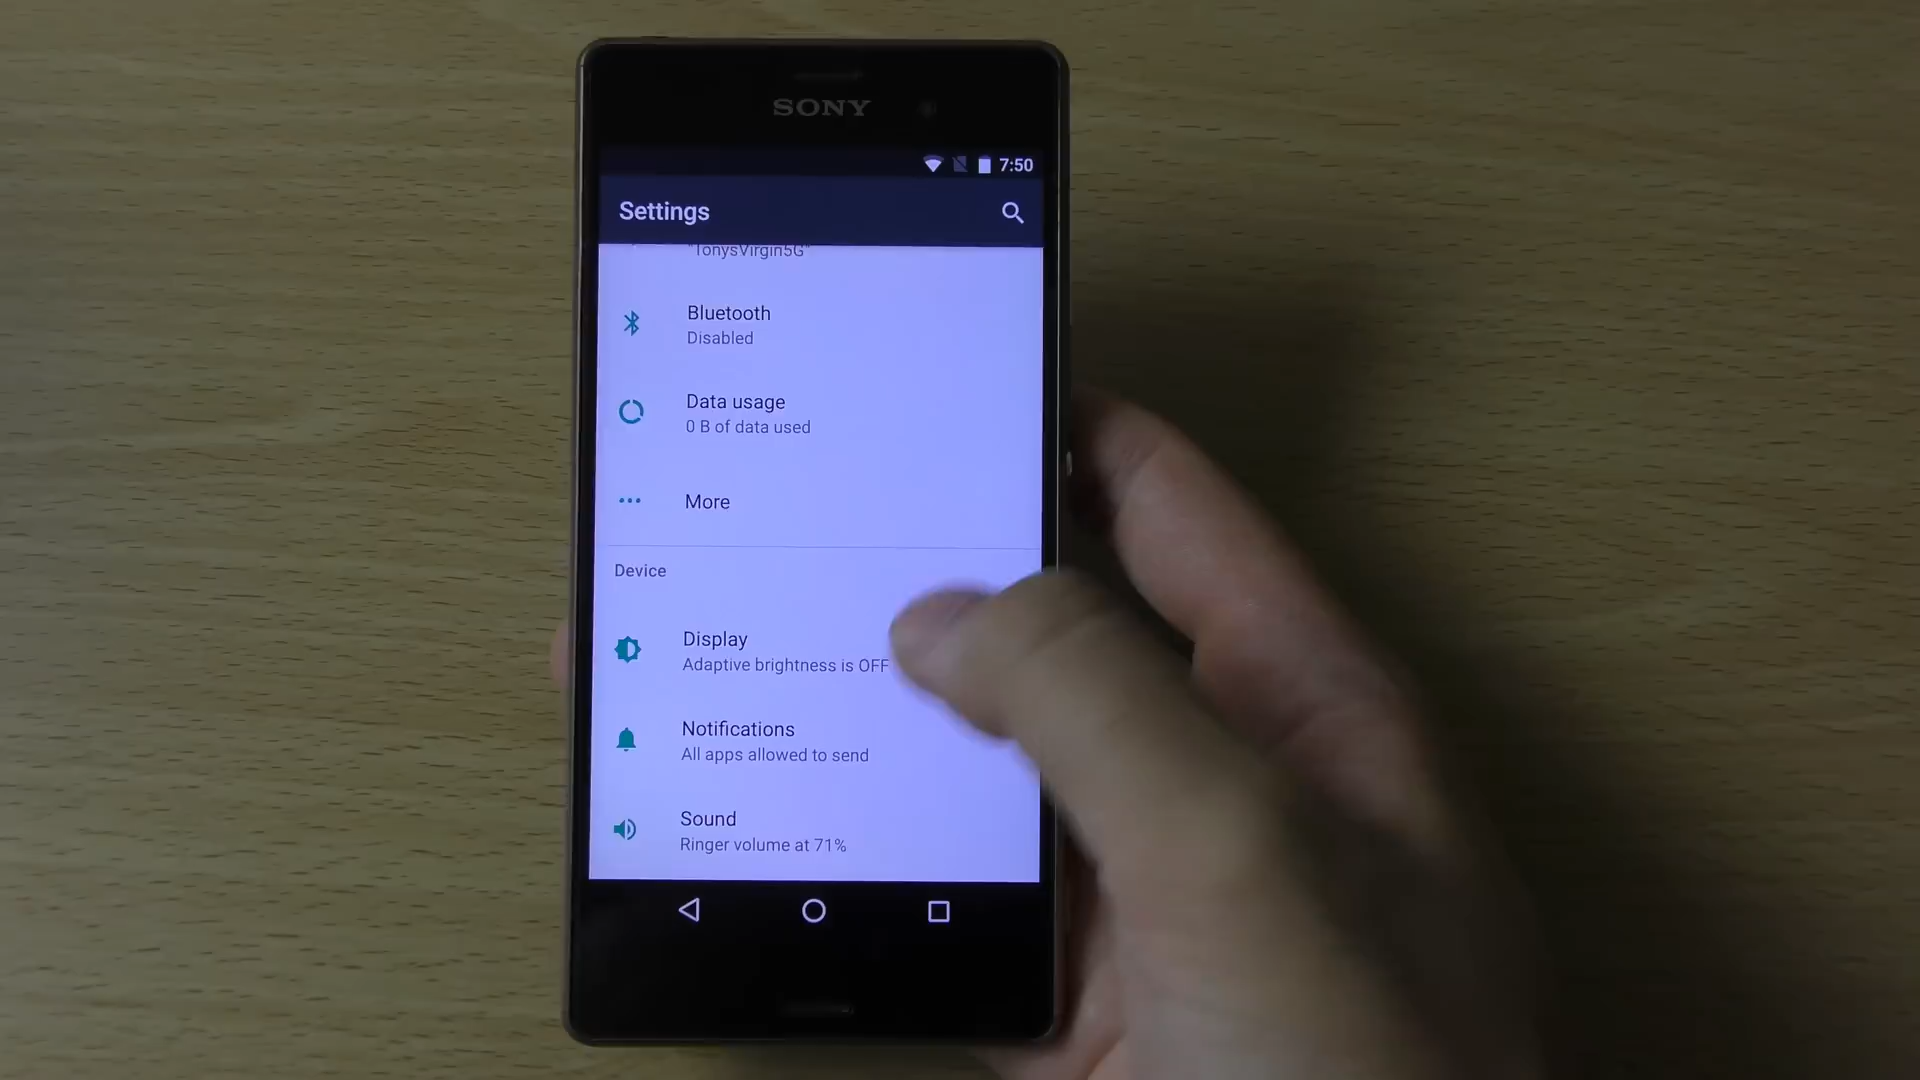 SONY
7:50
Settings
"TonysVirgin5G"
Bluetooth
Disabled
Data usage
0 B of data used
More
Device
Display
Adaptive brightness is OFF
Notifications
All apps allowed to send
Sound
Ringer volume at 71%